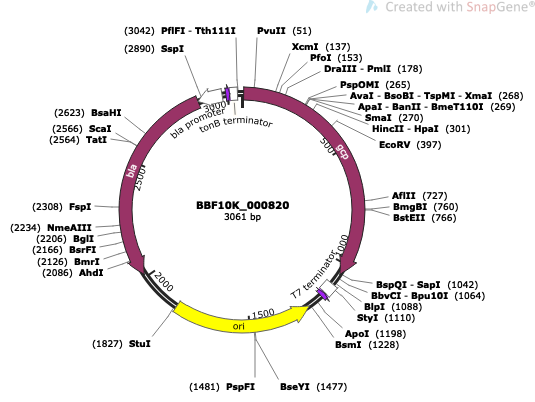 Created with SnapGene®
(3042) PflFI - Tth111I
PvuII (51)
(2890) SspI
XcmI (137)
PfoI (153)
DraIII - PmlI (178)
PspOMI (265)
AvaI - BsoBI - TspMI - XmaI (268)
ApaI - BanII - BmeT110I (269)
SmaI (270)
HincII - HpaI (301)
EcoRV (397)
(2623) BsaHI
(2566) ScaI
(2564) TatI
bla promoter
3000
tonB terminator
500
gcp
bla
2500
(2308) FspI
(2234) NmeAIII
(2206) BglI
(2166) BsrFI
(2126) BmrI
(2086) AhdI
BBF10K_000820
3061 bp
AflII (727)
BmgBI (760)
BstEII (766)
1000
T7 terminator
BspQI - SapI (1042)
BbvCI - Bpu10I (1064)
BlpI (1088)
StyI (1110)
ApoI (1198)
BsmI (1228)
2000
1500
ori
(1827) StuI
(1481) PspFI
BseYI (1477)